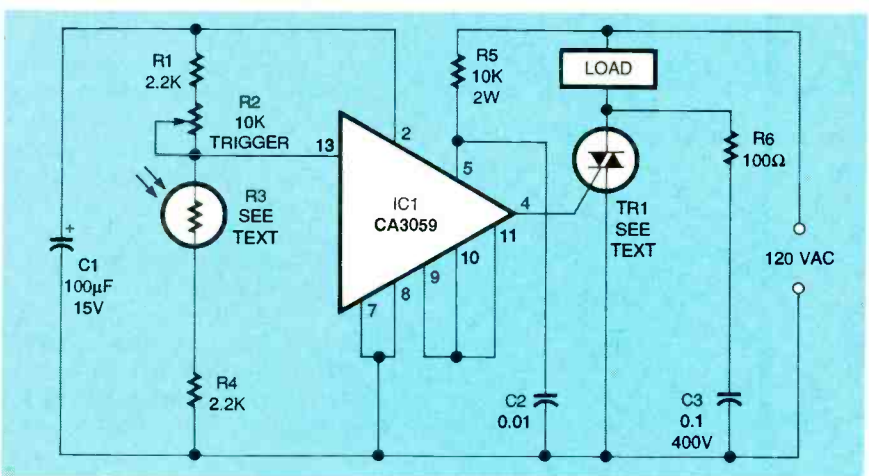 R1
2.2K
R2
10K
TRIGGER
R3
SEE
TEXT
C1
100µF
15V
+
R4
2.2K
13
2
5
4
11
10
9
8
7
IC1
CA3059
R5
10K
2W
LOAD
R6
100Ω
TR1
SEE
TEXT
120 VAC
C2
0.01
C3
0.1
400V